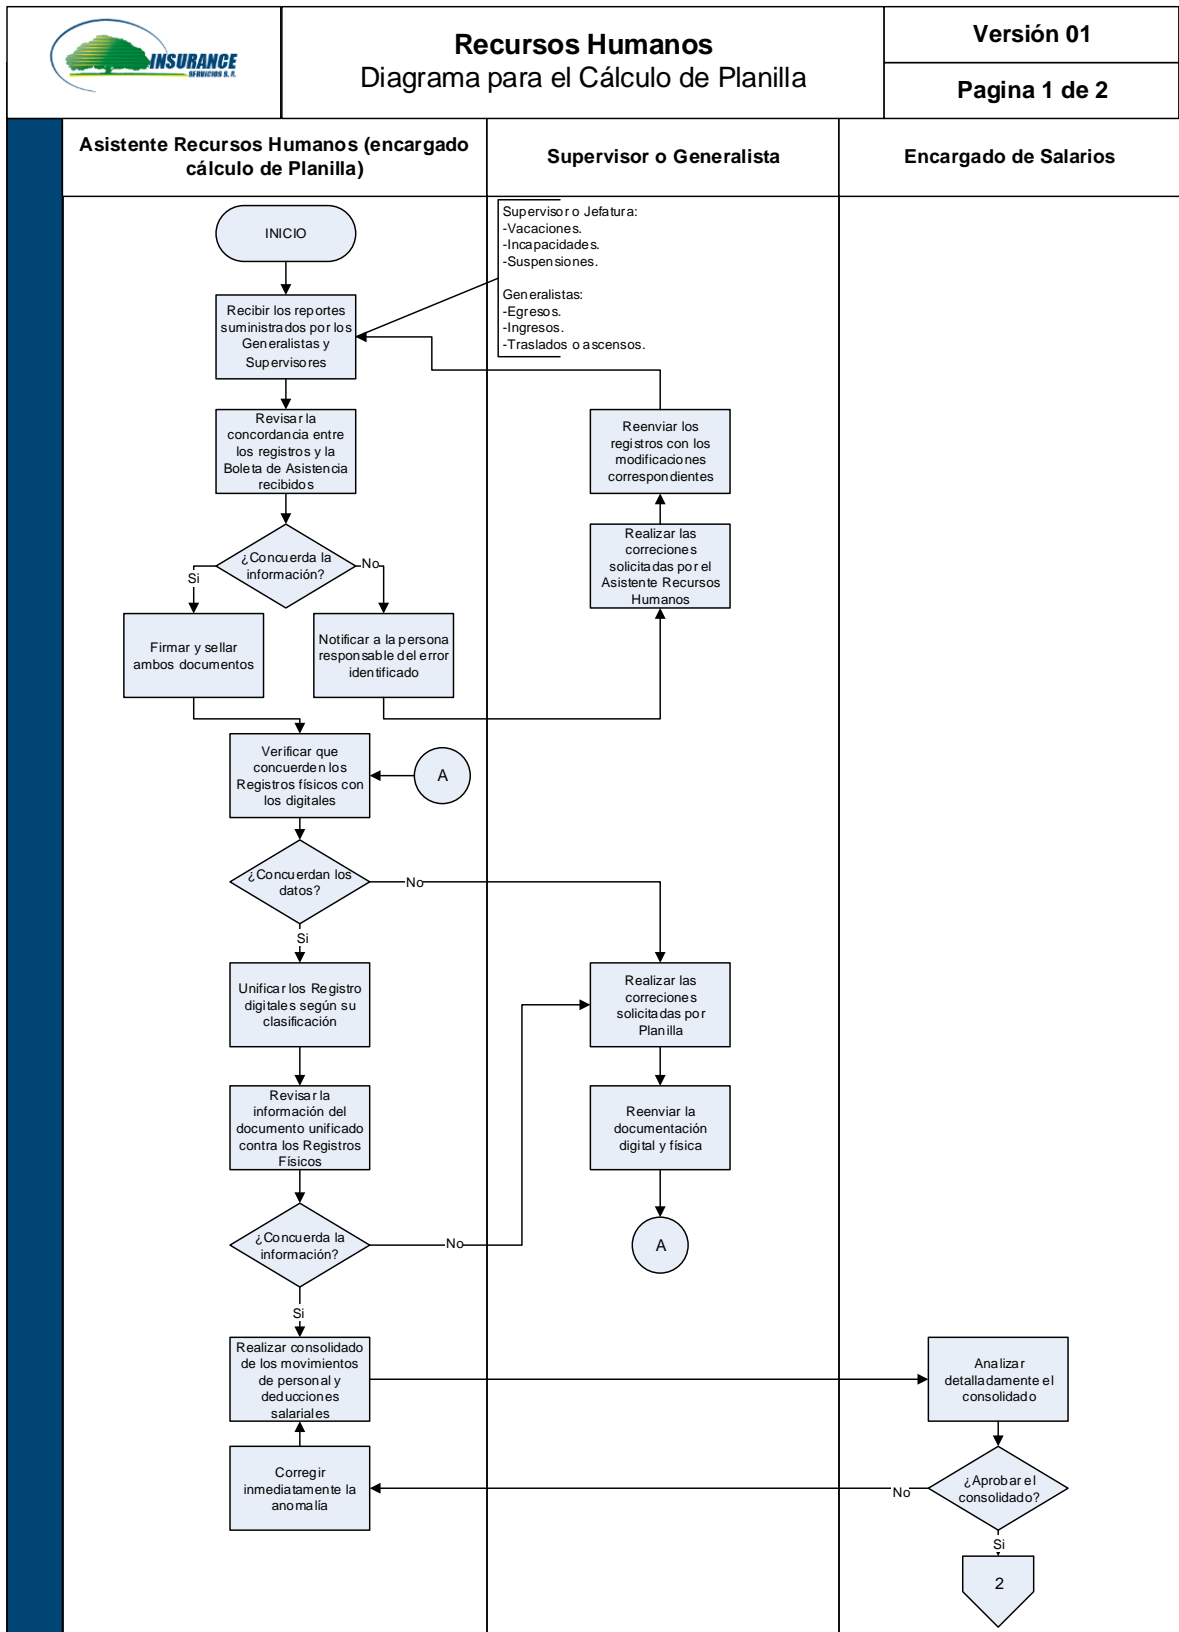 INSURANCE
SERVICIOS S. A.
Recursos Humanos
Diagrama para el Cálculo de Planilla
Versión 01
Pagina 1 de 2
Asistente Recursos Humanos (encargado
cálculo de Planilla)
Supervisor o Generalista
Encargado de Salarios
INICIO
Supervisor o Jefatura:
-Vacaciones.
-Incapacidades.
-Suspensiones.
Generalistas:
-Egresos.
-Ingresos.
-Traslados o ascensos.
Recibir los reportes
suministrados por los
Generalistas y
Supervisores
Revisar la
concordancia entre
los registros y la
Boleta de Asistencia
recibidos
Reenviar los
registros con los
modificaciones
correspondientes
¿Concuerda la
información?
Si
No
Realizar las
correciones
solicitadas por el
Asistente Recursos
Humanos
Firmar y sellar
ambos documentos
Notificar a la persona
responsable del error
identificado
Verificar que
concuerden los
Registros físicos con
los digitales
A
¿Concuerdan los
datos?
No
Si
Unificar los Registro
digitales según su
clasificación
Realizar las
correciones
solicitadas por
Planilla
Revisar la
información del
documento unificado
contra los Registros
Físicos
Reenviar la
documentación
digital y física
¿Concuerda la
información?
No
A
Si
Realizar consolidado
de los movimientos
de personal y
deducciones
salariales
Analizar
detalladamente el
consolidado
Corregir
inmediatamente la
anomalía
No
¿Aprobar el
consolidado?
Si
2